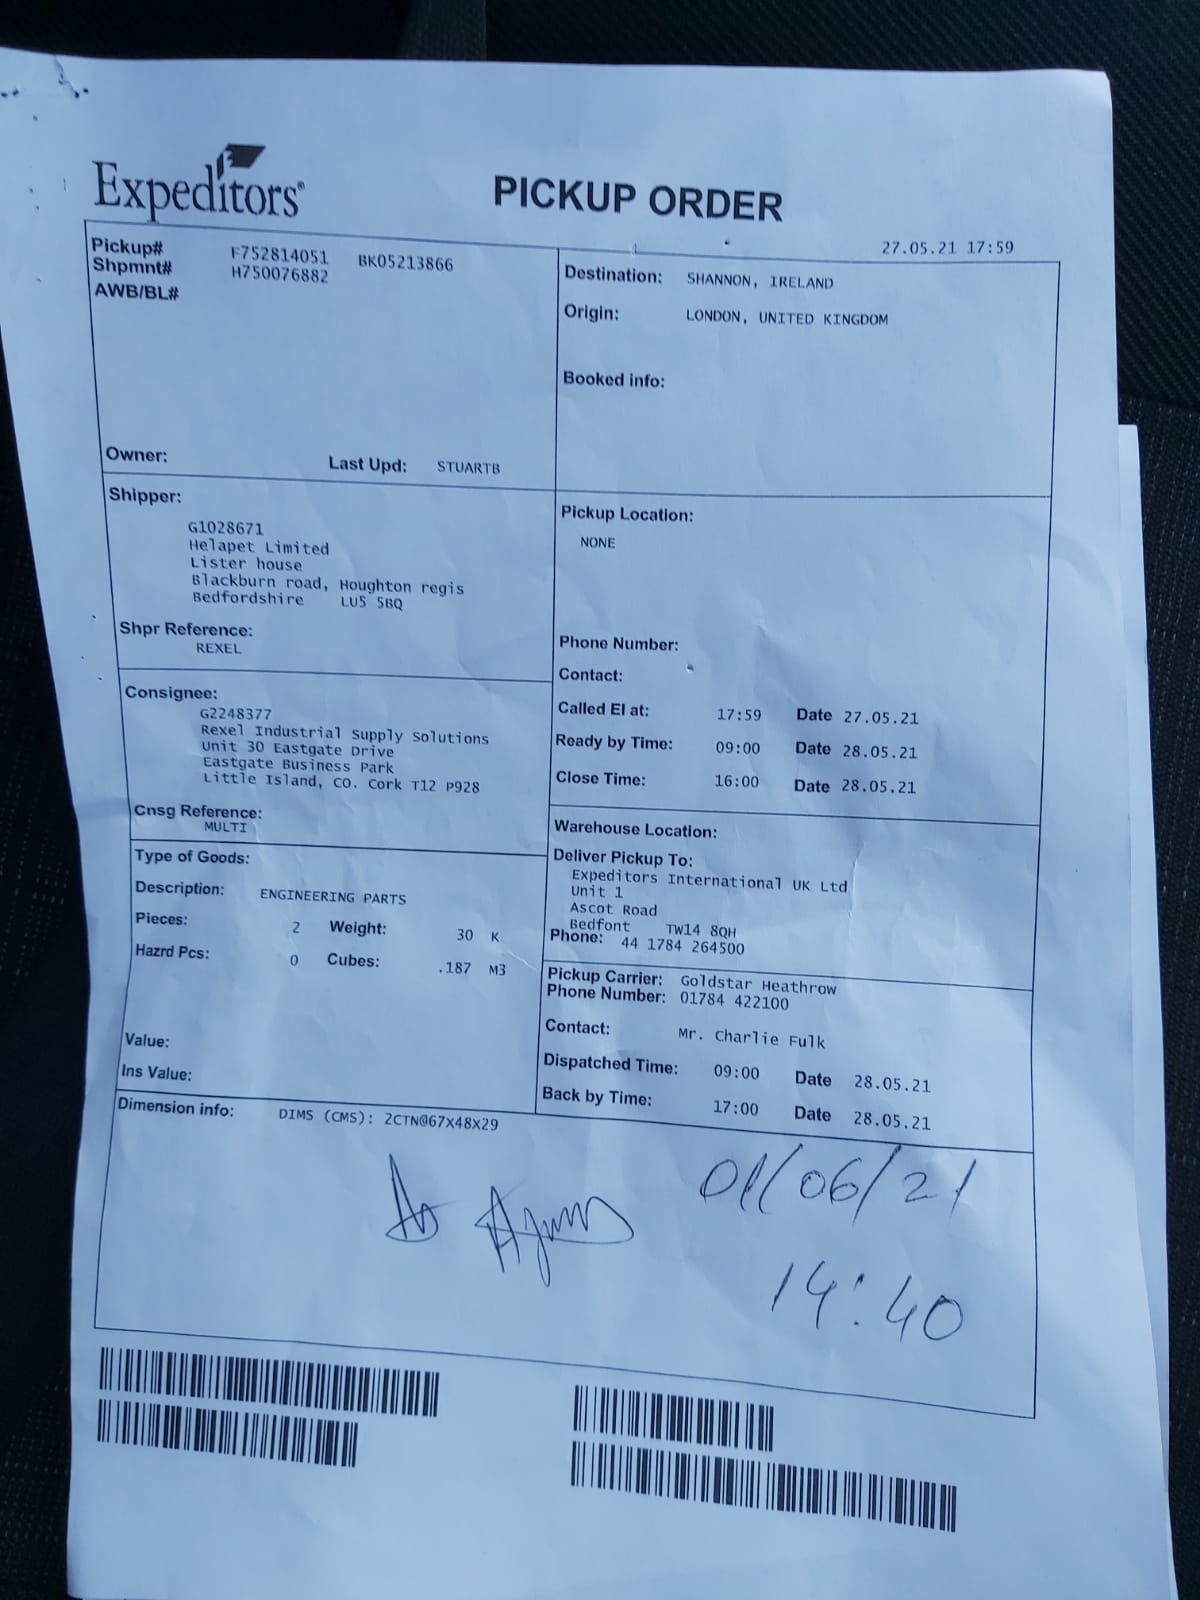 Expeditors®
PICKUP ORDER
27.05.21 17:59
Pickup# F752814051 BK05213866
Shpmnt# H750076882
AWB/BL#
Owner: Last Upd: STUARTB
Destination: SHANNON, IRELAND
Origin: LONDON, UNITED KINGDOM
Booked info:
Shipper:
G1028671
Helapet Limited
Lister house
Blackburn road, Houghton regis
Bedfordshire LU5 5BQ
Shpr Reference:
REXEL
Consignee:
G2248377
Rexel Industrial Supply Solutions
Unit 30 Eastgate Drive
Eastgate Business Park
Little Island, CO. Cork T12 P928
Cnsg Reference:
MULTI
Type of Goods:
Description: ENGINEERING PARTS
Pieces: 2 Weight: 30 K
Hazrd Pcs: 0 Cubes: .187 M3
Value:
Ins Value:
Pickup Location:
NONE
Phone Number:
Contact:
Called EI at: 17:59 Date 27.05.21
Ready by Time: 09:00 Date 28.05.21
Close Time: 16:00 Date 28.05.21
Warehouse Location:
Deliver Pickup To:
Expeditors International UK Ltd
Unit 1
Ascot Road
Bedfont TW14 8QH
Phone: 44 1784 264500
Pickup Carrier: Goldstar Heathrow
Phone Number: 01784 422100
Contact: Mr. Charlie Fulk
Dispatched Time: 09:00 Date 28.05.21
Back by Time: 17:00 Date 28.05.21
Dimension info: DIMS (CMS): 2CTN@67X48X29
01/06/21
14:40